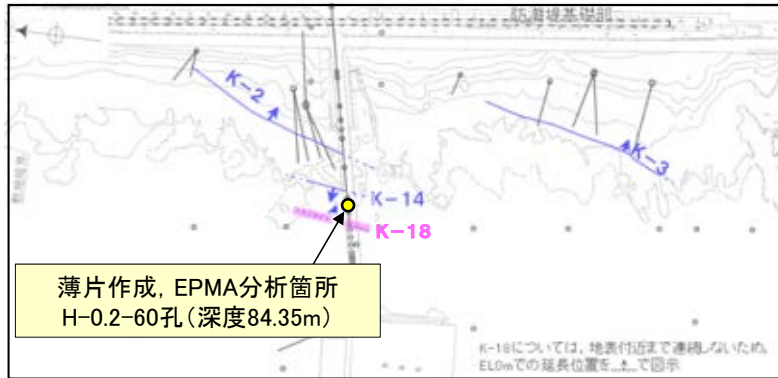 防潮堤基礎部
K-2
K-3
K-14
K-18
薄片作成, EPMA分析箇所
H-0.2-60孔(深度84.35m)
K-18については、地表付近まで連続しないため、
EL0mでの延長位置を で図示